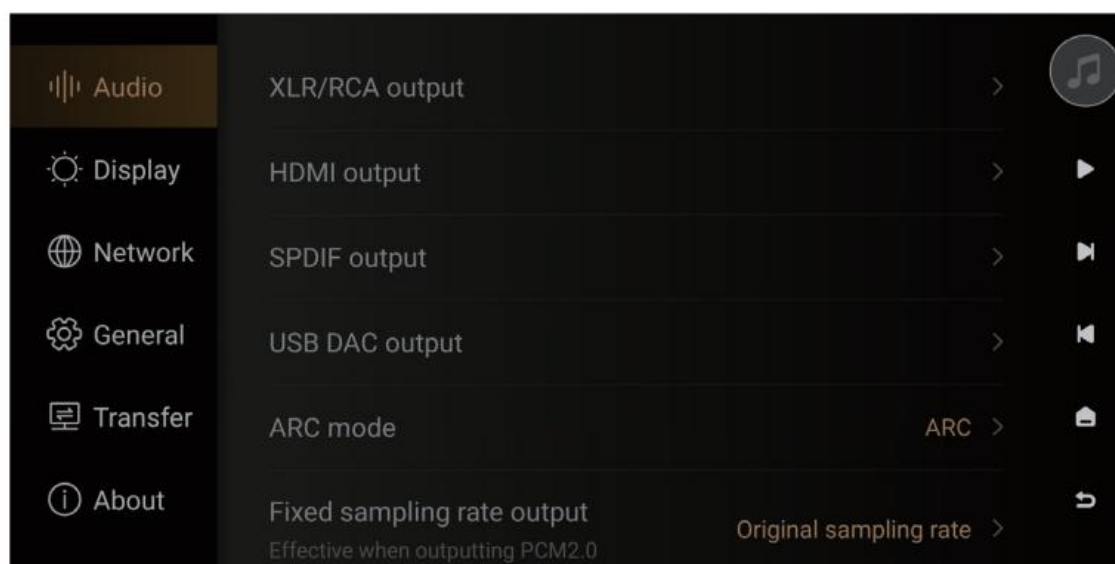 Audio
Display
Network
General
Transfer
About
XLR/RCA output
HDMI output
SPDIF output
USB DAC output
ARC mode
ARC
Fixed sampling rate output
Effective when outputting PCM2.0
Original sampling rate